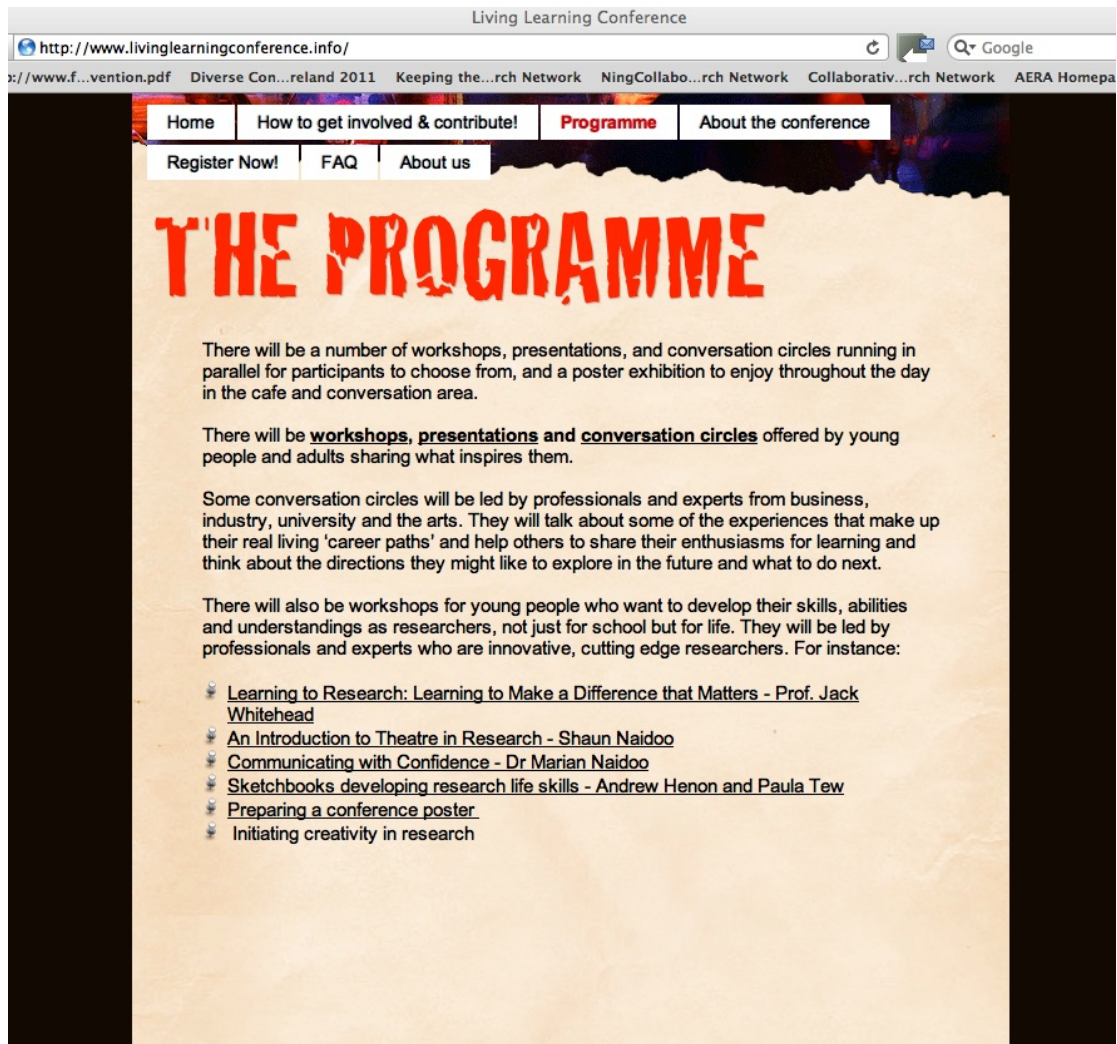 Living Learning Conference
http://www.livinglearningconference.info/
Google
://www.f...vention.pdf Diverse Con...reland 2011 Keeping the...rch Network NingCollabo...rch Network Collaborativ...rch Network AERA Homepa
Home How to get involved & contribute! Programme About the conference
Register Now! FAQ About us
THE PROGRAMME
There will be a number of workshops, presentations, and conversation circles running in
parallel for participants to choose from, and a poster exhibition to enjoy throughout the day
in the cafe and conversation area.
There will be workshops, presentations and conversation circles offered by young
people and adults sharing what inspires them.
Some conversation circles will be led by professionals and experts from business,
industry, university and the arts. They will talk about some of the experiences that make up
their real living ‘career paths’ and help others to share their enthusiasms for learning and
think about the directions they might like to explore in the future and what to do next.
There will also be workshops for young people who want to develop their skills, abilities
and understandings as researchers, not just for school but for life. They will be led by
professionals and experts who are innovative, cutting edge researchers. For instance:
Learning to Research: Learning to Make a Difference that Matters - Prof. Jack
Whitehead
An Introduction to Theatre in Research - Shaun Naidoo
Communicating with Confidence - Dr Marian Naidoo
Sketchbooks developing research life skills - Andrew Henon and Paula Tew
Preparing a conference poster
Initiating creativity in research